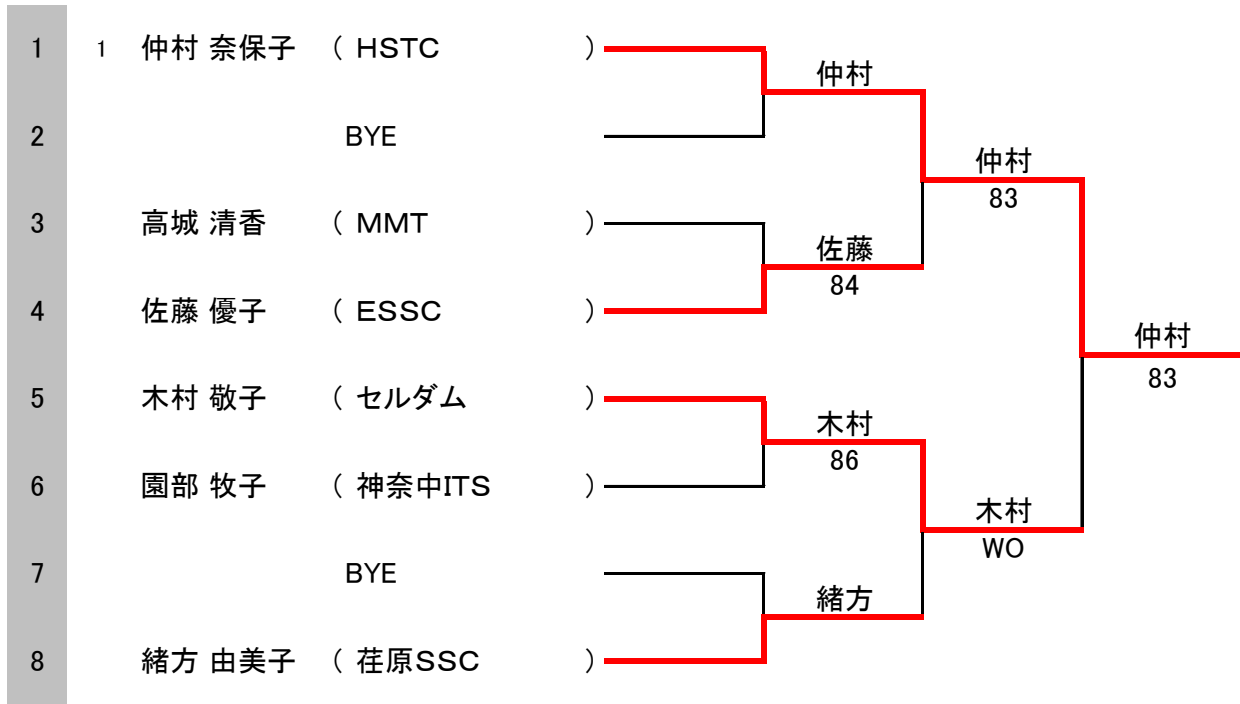 1 1 仲村 奈保子 ( HSTC )
仲村
2 BYE
仲村
83
3 高城 清香 ( MMT )
佐藤
84
4 佐藤 優子 ( ESSC )
仲村
83
5 木村 敬子 ( セルダム )
木村
86
6 園部 牧子 ( 神奈中ITS )
木村
WO
7 BYE
緒方
8 緒方 由美子 ( 荏原SSC )